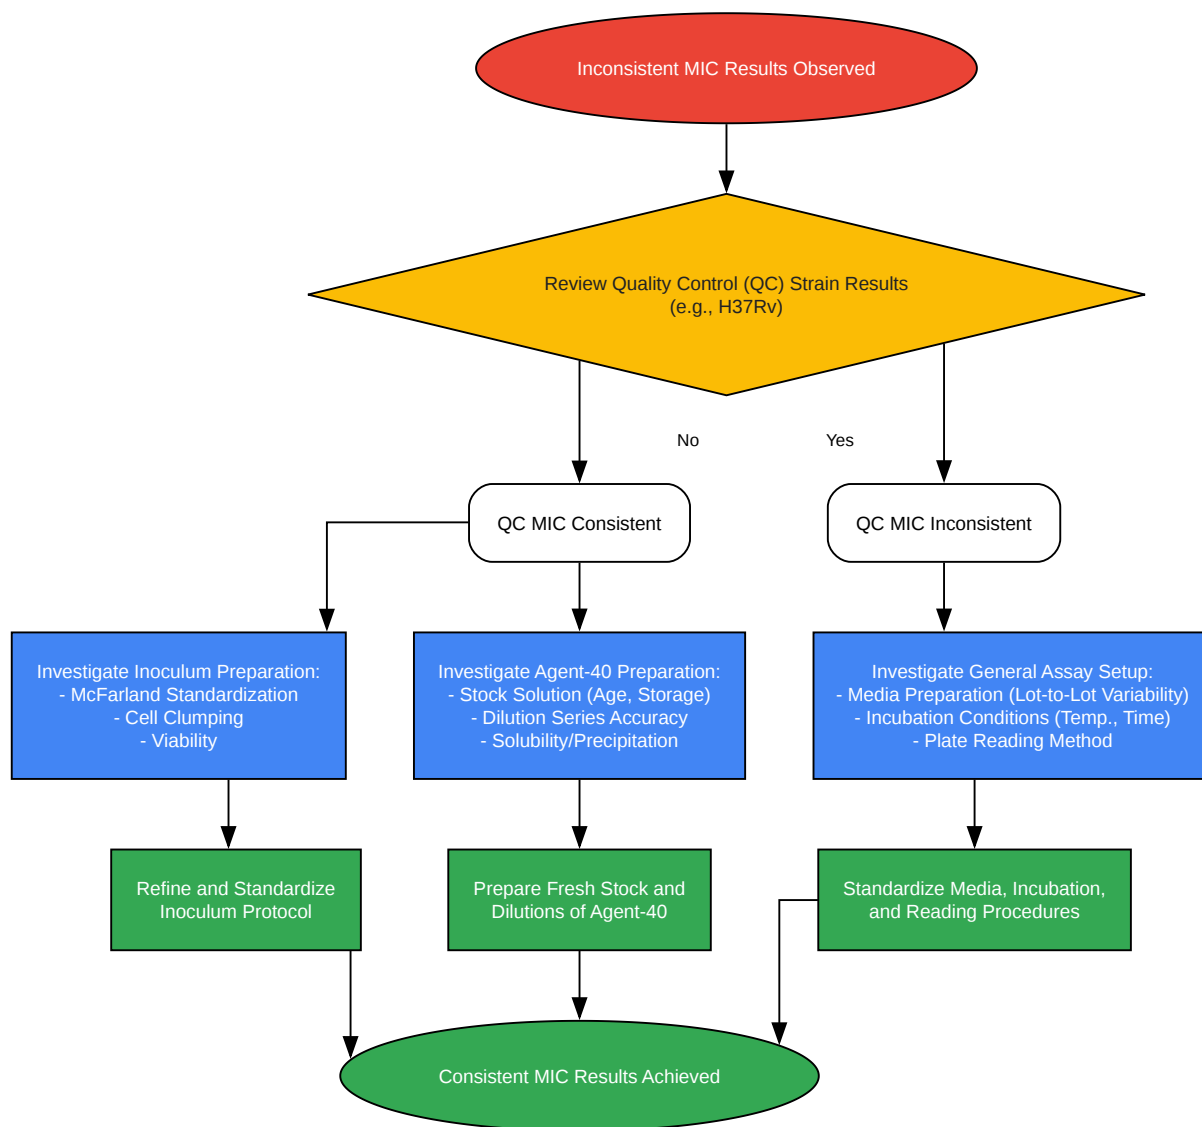 Inconsistent MIC Results Observed
Review Quality Control (QC) Strain Results
(e.g., H37Rv)
No
Yes
QC MIC Consistent
QC MIC Inconsistent
Investigate Inoculum Preparation:
- McFarland Standardization
- Cell Clumping
- Viability
Investigate Agent-40 Preparation:
- Stock Solution (Age, Storage)
- Dilution Series Accuracy
- Solubility/Precipitation
Investigate General Assay Setup:
- Media Preparation (Lot-to-Lot Variability)
- Incubation Conditions (Temp., Time)
- Plate Reading Method
Refine and Standardize
Inoculum Protocol
Prepare Fresh Stock and
Dilutions of Agent-40
Standardize Media, Incubation,
and Reading Procedures
Consistent MIC Results Achieved